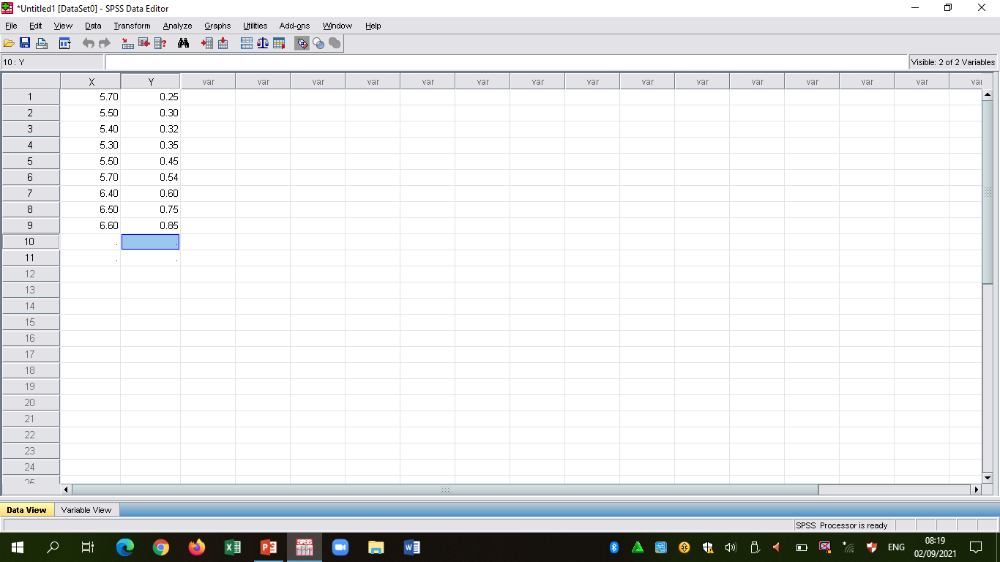 *Untitled1 [DataSet0] - SPSS Data Editor
File Edit View Data Transform Analyze Graphs Utilities Add-ons Window Help
10 : Y
Visible: 2 of 2 Variables
X Y var var var var var var var var var var var var var var var
1 5.70 0.25
2 5.50 0.30
3 5.40 0.32
4 5.30 0.35
5 5.50 0.45
6 5.70 0.54
7 6.40 0.60
8 6.50 0.75
9 6.60 0.85
10 . .
11 . .
12
13
14
15
16
17
18
19
20
21
22
23
24
25
Data View Variable View
SPSS Processor is ready
SPSS
ENG
08:19
02/09/2021